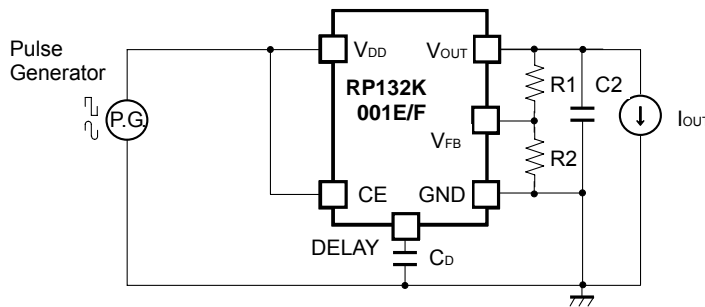 Pulse
Generator
P.G.
VDD
VOUT
RP132K
001E/F
VFB
CE
GND
DELAY
CD
R1
C2
R2
IOUT